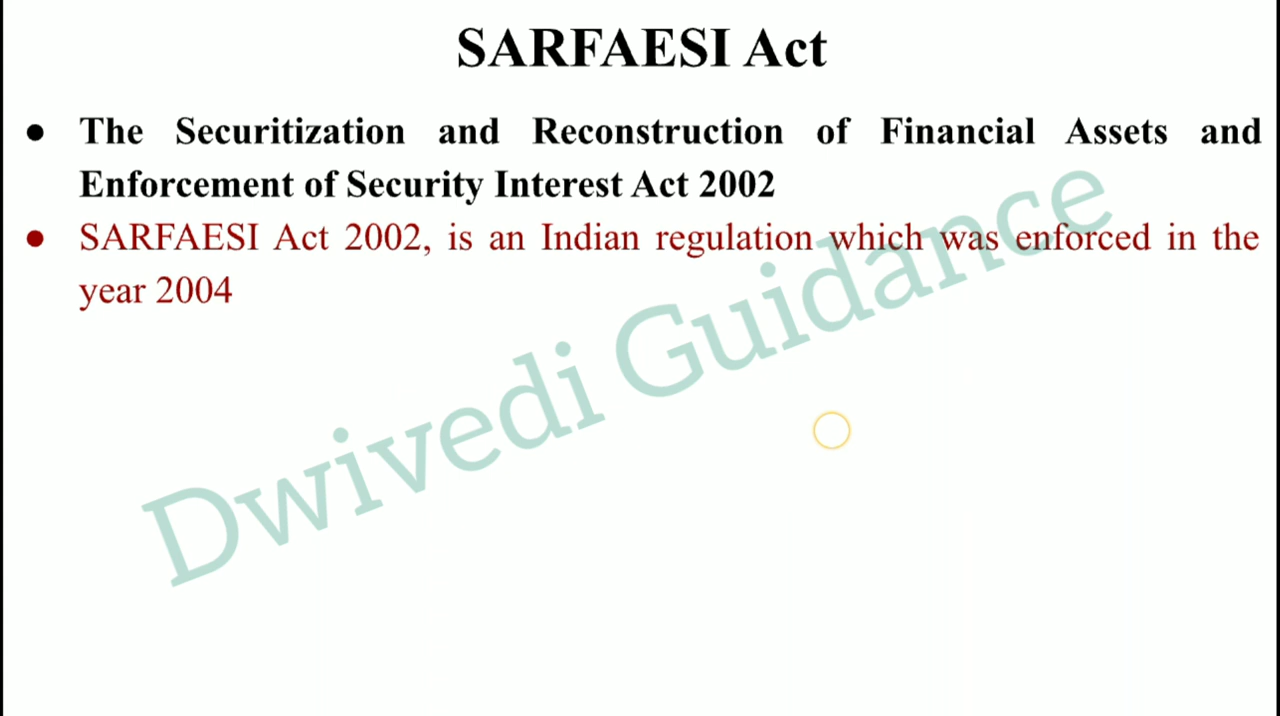 SARFAESI Act
● The Securitization and Reconstruction of Financial Assets and
Enforcement of Security Interest Act 2002
● SARFAESI Act 2002, is an Indian regulation which was enforced in the
year 2004
Dwivedi Guidance